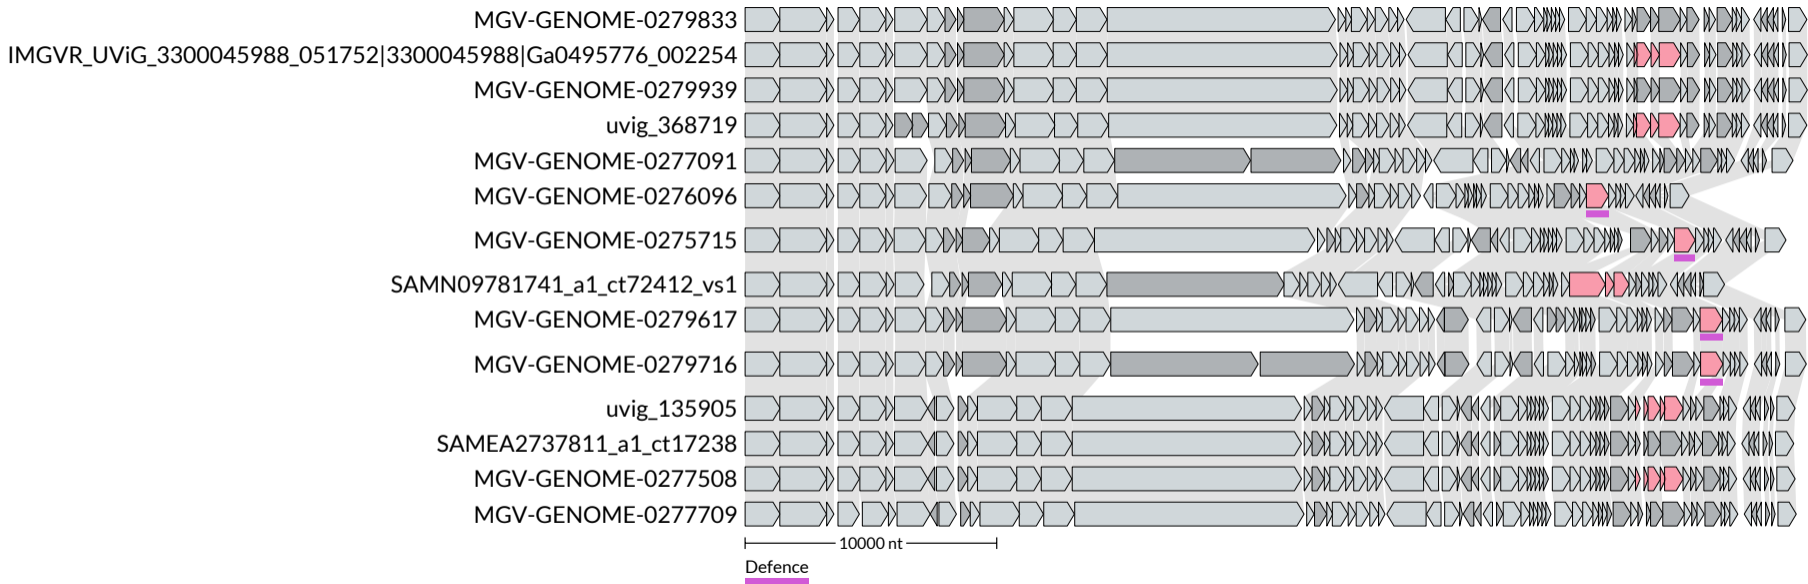 MGV-GENOME-0279833
IMGVR_UViG_3300045988_051752|3300045988|Ga0495776_002254
MGV-GENOME-0279939
uvig_368719
MGV-GENOME-0277091
MGV-GENOME-0276096
MGV-GENOME-0275715
SAMN09781741_a1_ct72412_vs1
MGV-GENOME-0279617
MGV-GENOME-0279716
uvig_135905
SAMEA2737811_a1_ct17238
MGV-GENOME-0277508
MGV-GENOME-0277709
10000 nt
Defence